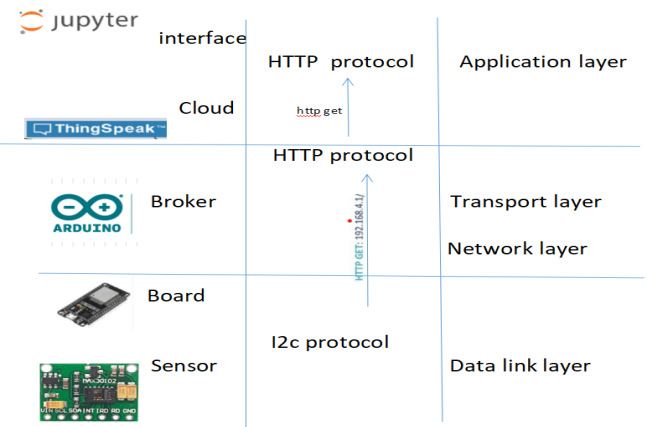 jupyter
interface
HTTP protocol
Application layer
http get
Cloud
ThingSpeak™
HTTP protocol
Broker
ARDUINO
Transport layer
HTTP GET: 192.168.4.1/
Network layer
Board
I2c protocol
Sensor
Data link layer
MAX30102
VIN SCL SDA INT IRD RD GND